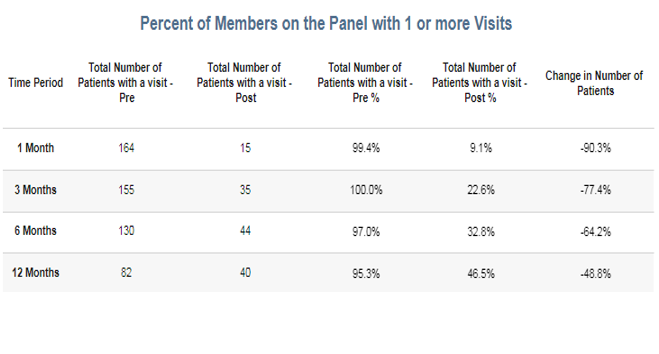 Percent of Members on the Panel with 1 or more Visits
Time Period
Total Number of
Patients with a visit -
Pre
Total Number of
Patients with a visit -
Post
Total Number of
Patients with a visit -
Pre %
Total Number of
Patients with a visit -
Post %
Change in Number of
Patients
1 Month 164 15 99.4% 9.1% -90.3%
3 Months 155 35 100.0% 22.6% -77.4%
6 Months 130 44 97.0% 32.8% -64.2%
12 Months 82 40 95.3% 46.5% -48.8%